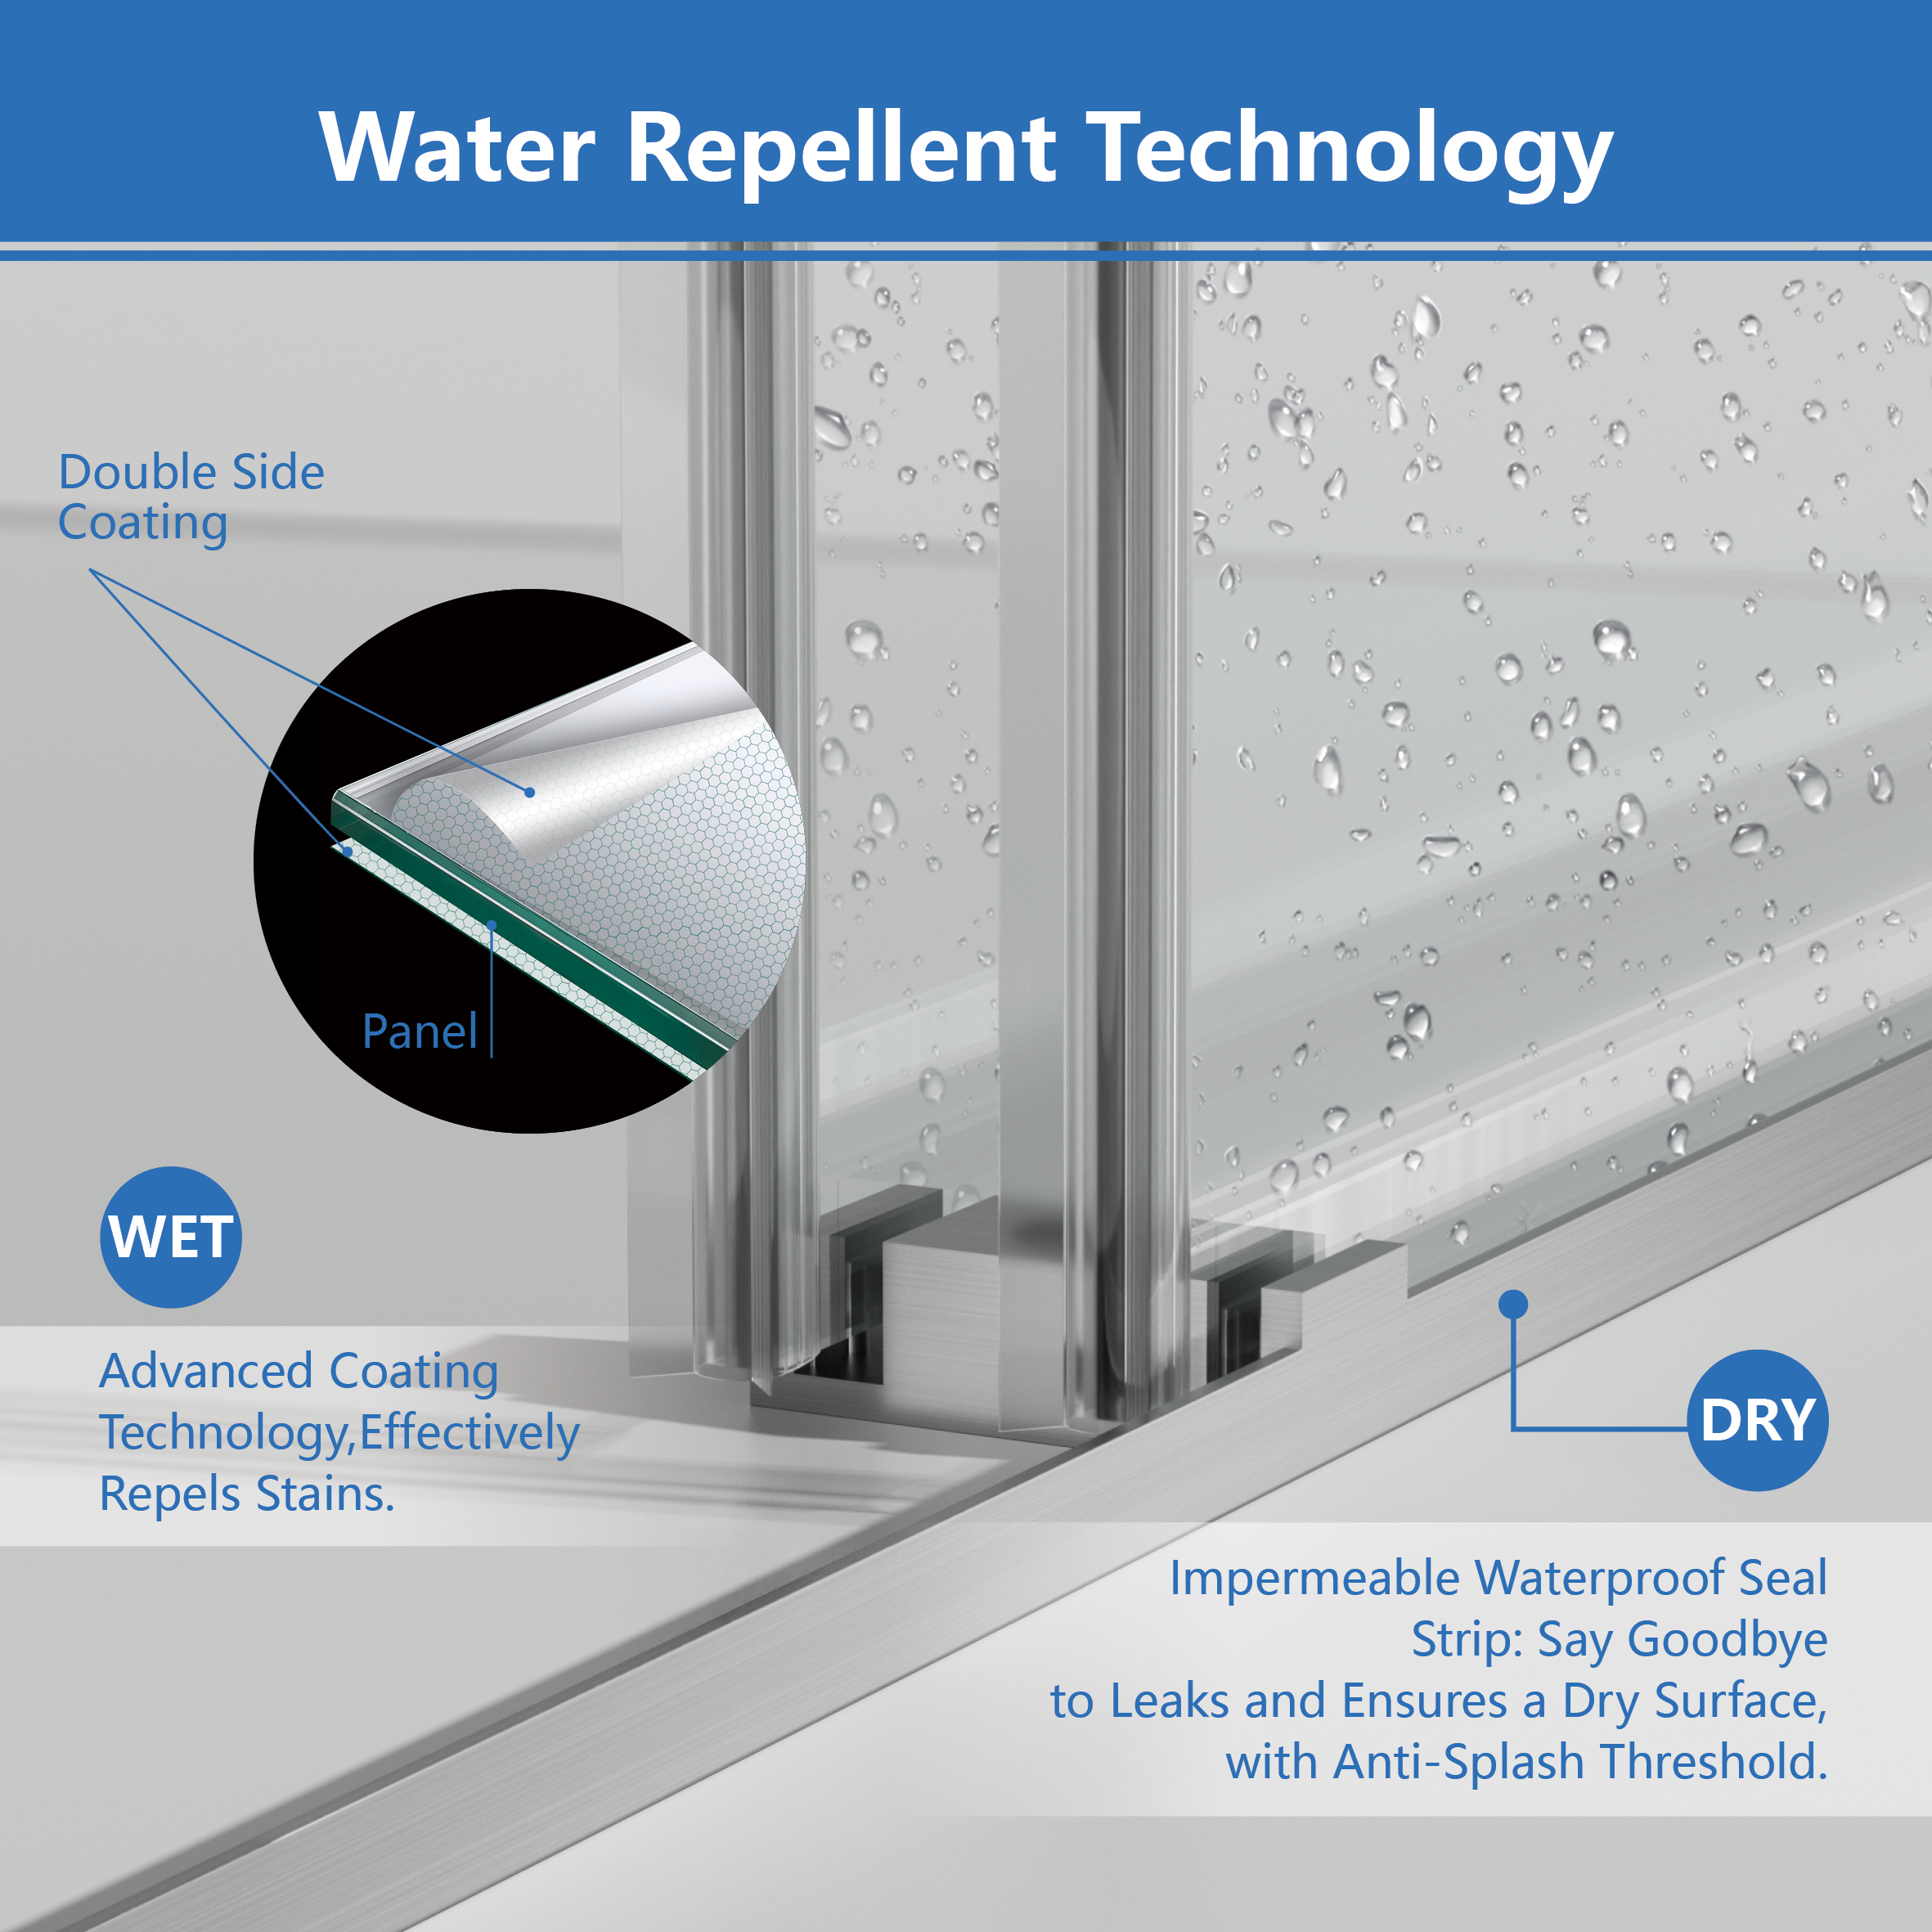 Water Repellent Technology
Double Side
Coating
Panel
WET
Advanced Coating
Technology,Effectively
Repels Stains.
DRY
Impermeable Waterproof Seal
Strip: Say Goodbye
to Leaks and Ensures a Dry Surface,
with Anti-Splash Threshold.